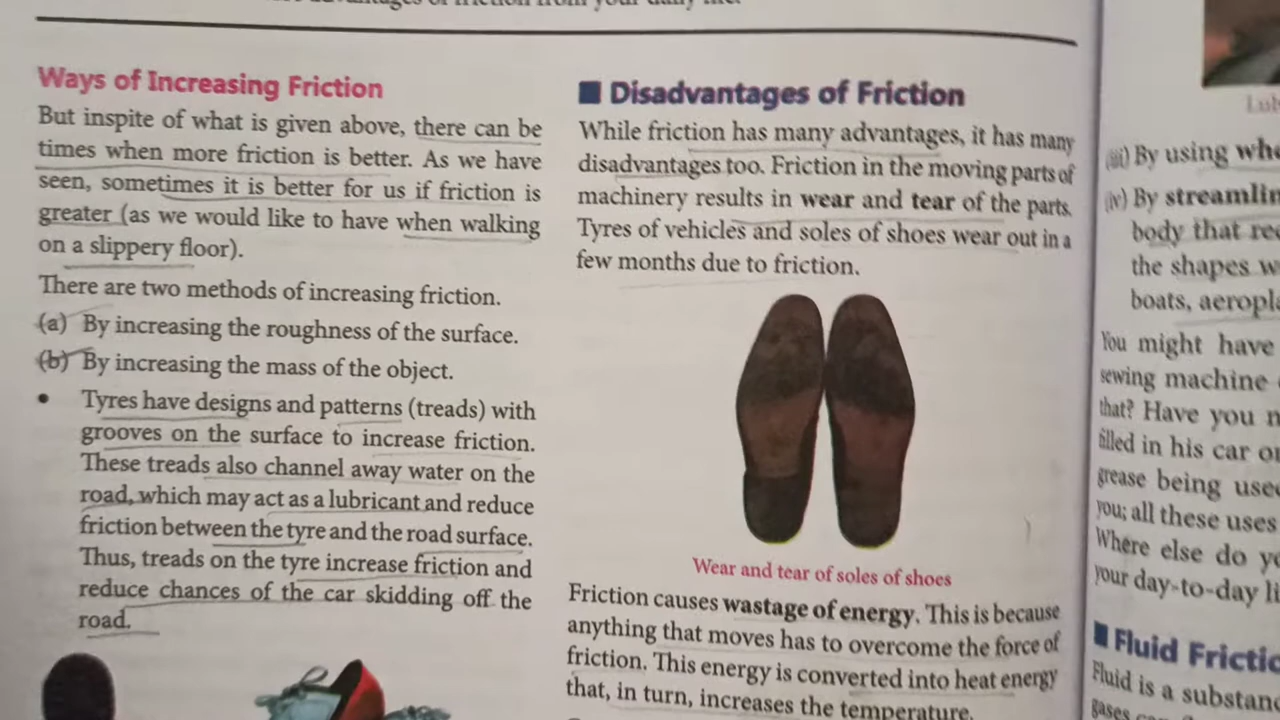 friction from your daily life.
Ways of Increasing Friction
But inspite of what is given above, there can be
times when more friction is better. As we have
seen, sometimes it is better for us if friction is
greater (as we would like to have when walking
on a slippery floor).
There are two methods of increasing friction.
(a) By increasing the roughness of the surface.
(b) By increasing the mass of the object.
• Tyres have designs and patterns (treads) with
grooves on the surface to increase friction.
These treads also channel away water on the
road, which may act as a lubricant and reduce
friction between the tyre and the road surface.
Thus, treads on the tyre increase friction and
reduce chances of the car skidding off the
road.
■ Disadvantages of Friction
While friction has many advantages, it has many
disadvantages too. Friction in the moving parts of
machinery results in wear and tear of the parts.
Tyres of vehicles and soles of shoes wear out in a
few months due to friction.
Wear and tear of soles of shoes
Friction causes wastage of energy. This is because
anything that moves has to overcome the force of
friction. This energy is converted into heat energy
that, in turn, increases the temperature.
(iii) By using
(iv) By
body that
the shapes
boats,
You might have
sewing machine
that? Have you
filled in his car
grease being
you; all these uses
Where else do
your day-to-day
■ Fluid
Fluid is a
gases